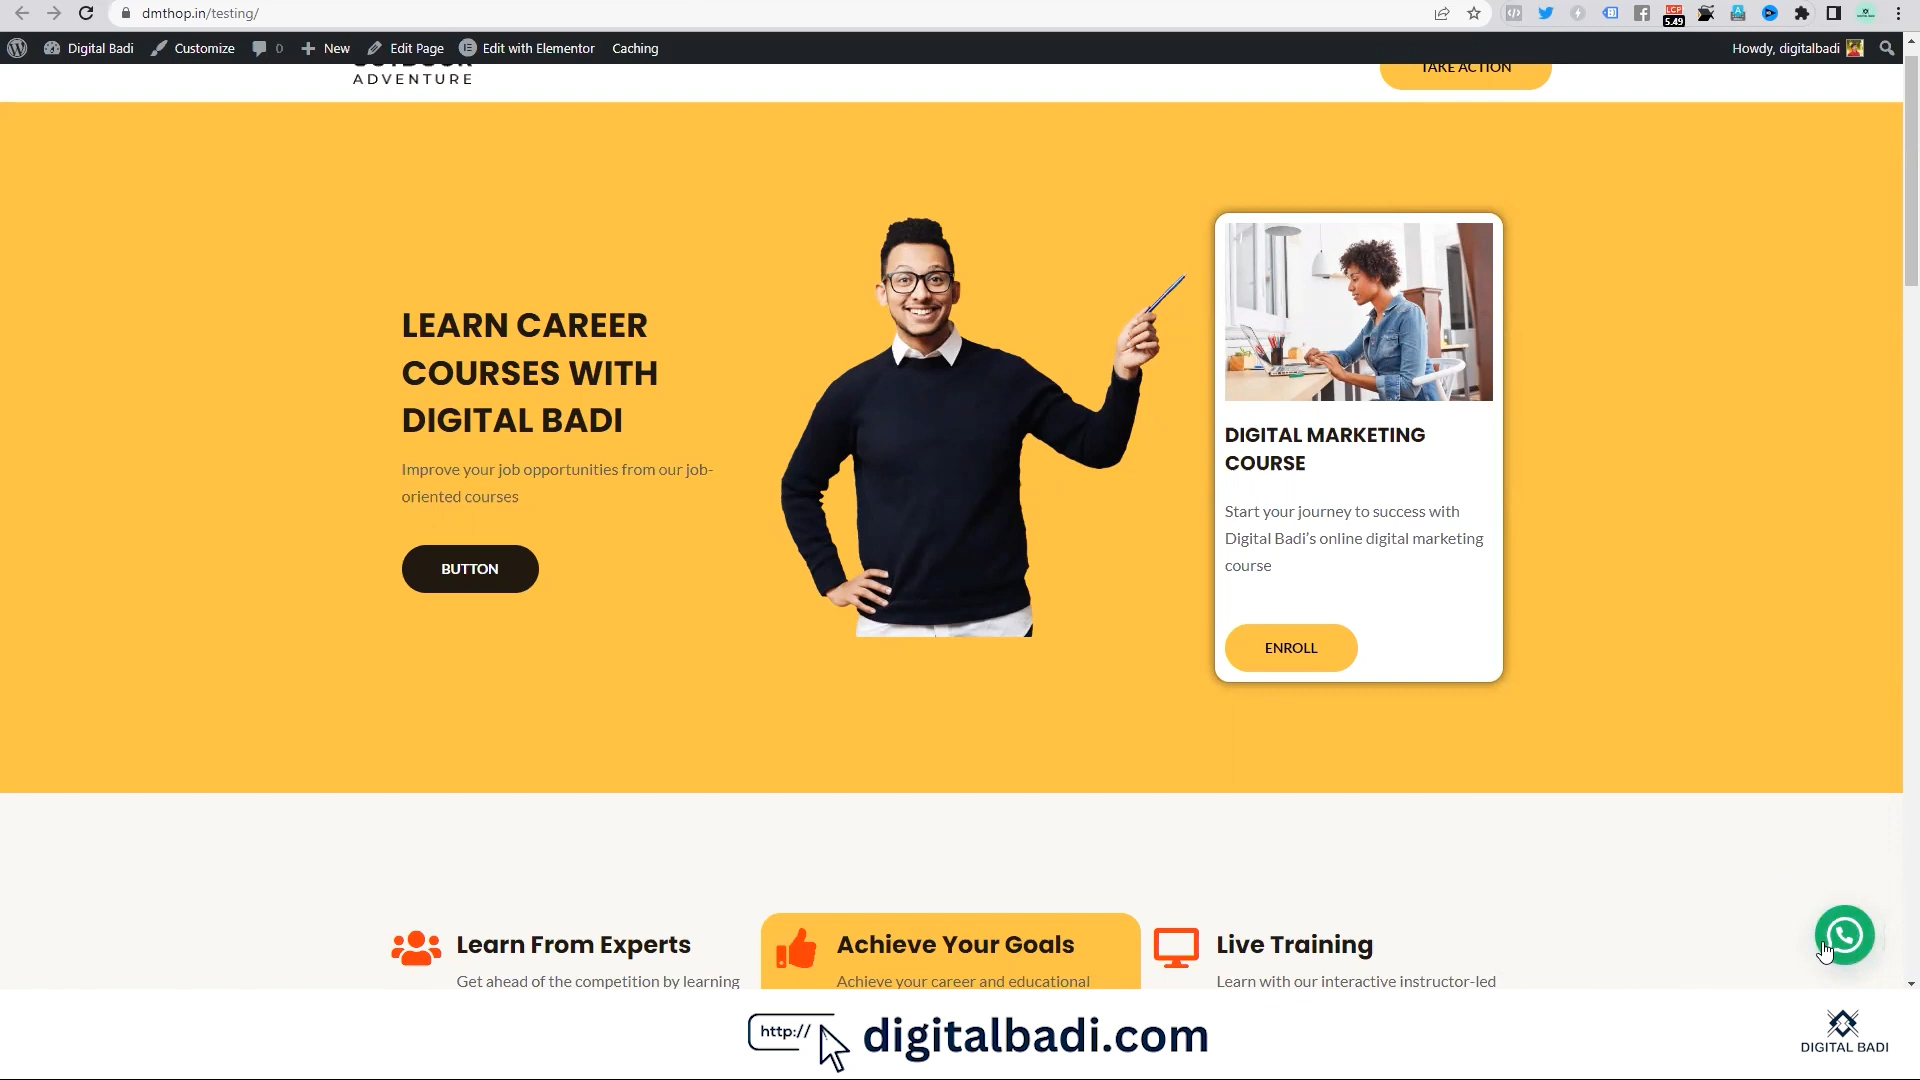 dmthop.in/testing/
LCP
5.49
Digital Badi
Customize
0
New
Edit Page
Edit with Elementor
Caching
Howdy, digitalbadi
ADVENTURE
TAKE ACTION
LEARN CAREER
COURSES WITH
DIGITAL BADI
Improve your job opportunities from our job-
oriented courses
BUTTON
DIGITAL MARKETING
COURSE
Start your journey to success with
Digital Badi’s online digital marketing
course
ENROLL
Learn From Experts
Get ahead of the competition by learning
Achieve Your Goals
Achieve your career and educational
Live Training
Learn with our interactive instructor-led
http://
digitalbadi.com
DIGITAL BADI